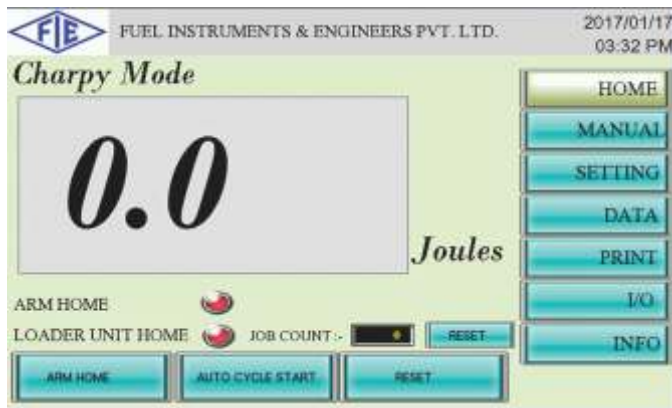 FIE FUEL INSTRUMENTS & ENGINEERS PVT. LTD. 2017/01/17
03:32 PM
Charpy Mode
HOME
MANUAL
SETTING
0.0
DATA
Joules
PRINT
ARM HOME
I/O
LOADER UNIT HOME JOB COUNT :- RESET
INFO
ARM HOME AUTO CYCLE START RESET